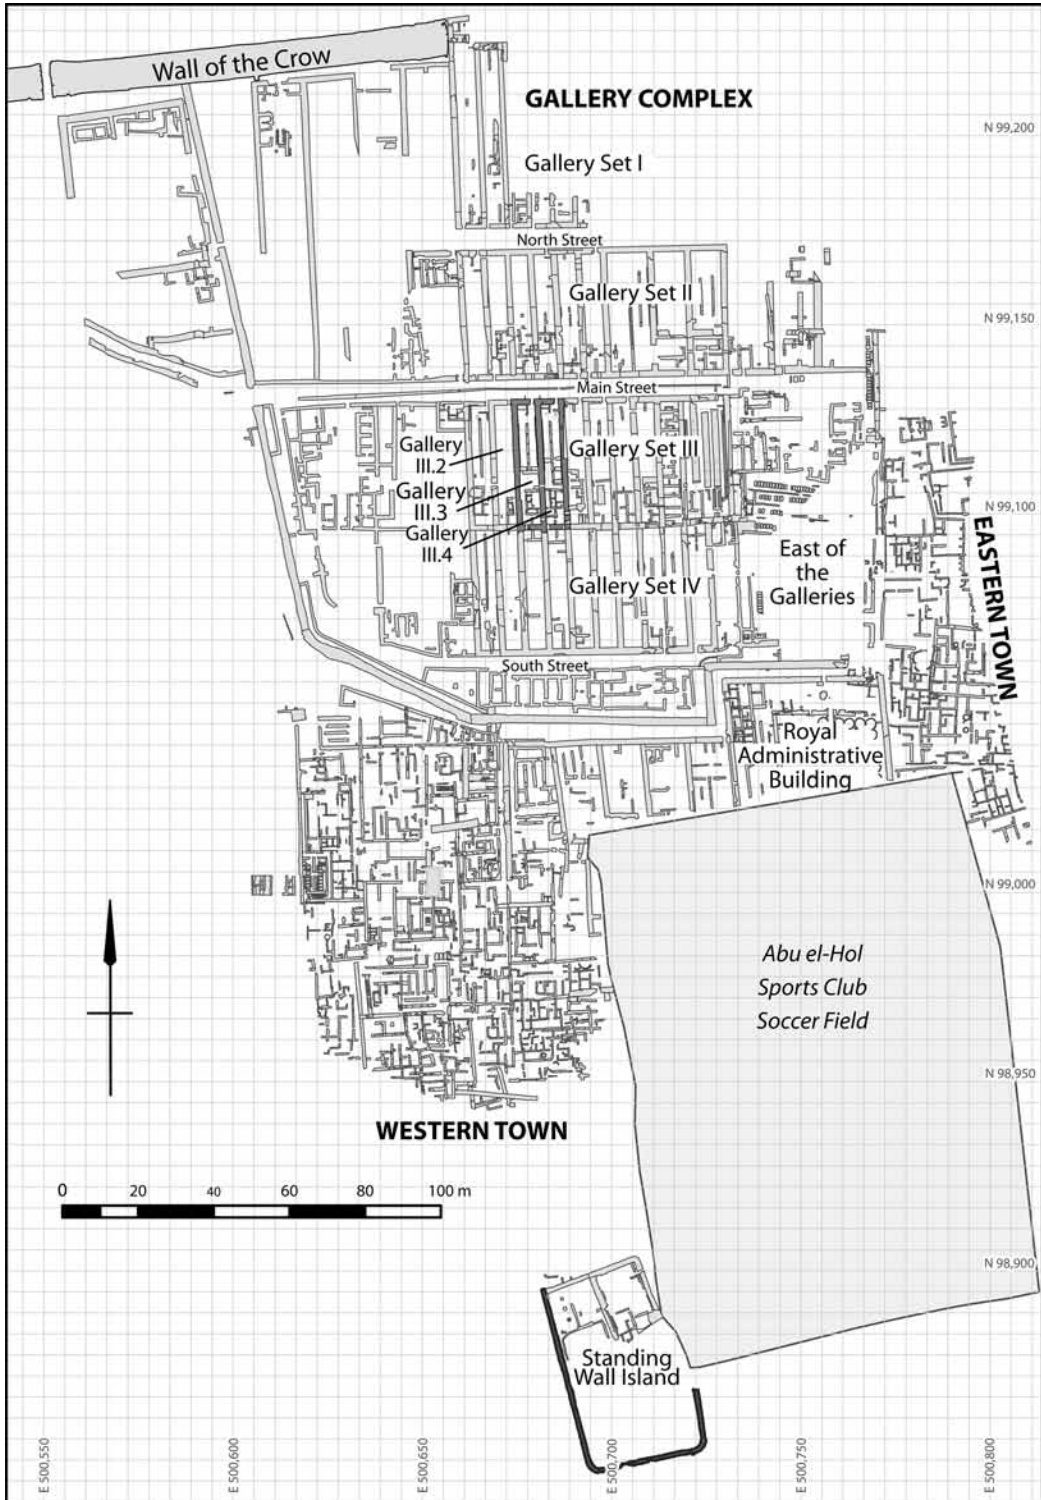 Wall of the Crow
GALLERY COMPLEX
N 99,200
Gallery Set I
North Street
Gallery Set II
N 99,150
Main Street
Gallery
III.2
Gallery Set III
Gallery
III.3
N 99,100
Gallery
III.4
East of
the
Galleries
EASTERN TOWN
Gallery Set IV
South Street
Royal
Administrative
Building
N 99,000
Abu el-Hol
Sports Club
Soccer Field
N 98,950
WESTERN TOWN
0 20 40 60 80 100 m
N 98,900
Standing
Wall Island
E 500,550
E 500,600
E 500,650
E 500,700
E 500,750
E 500,800